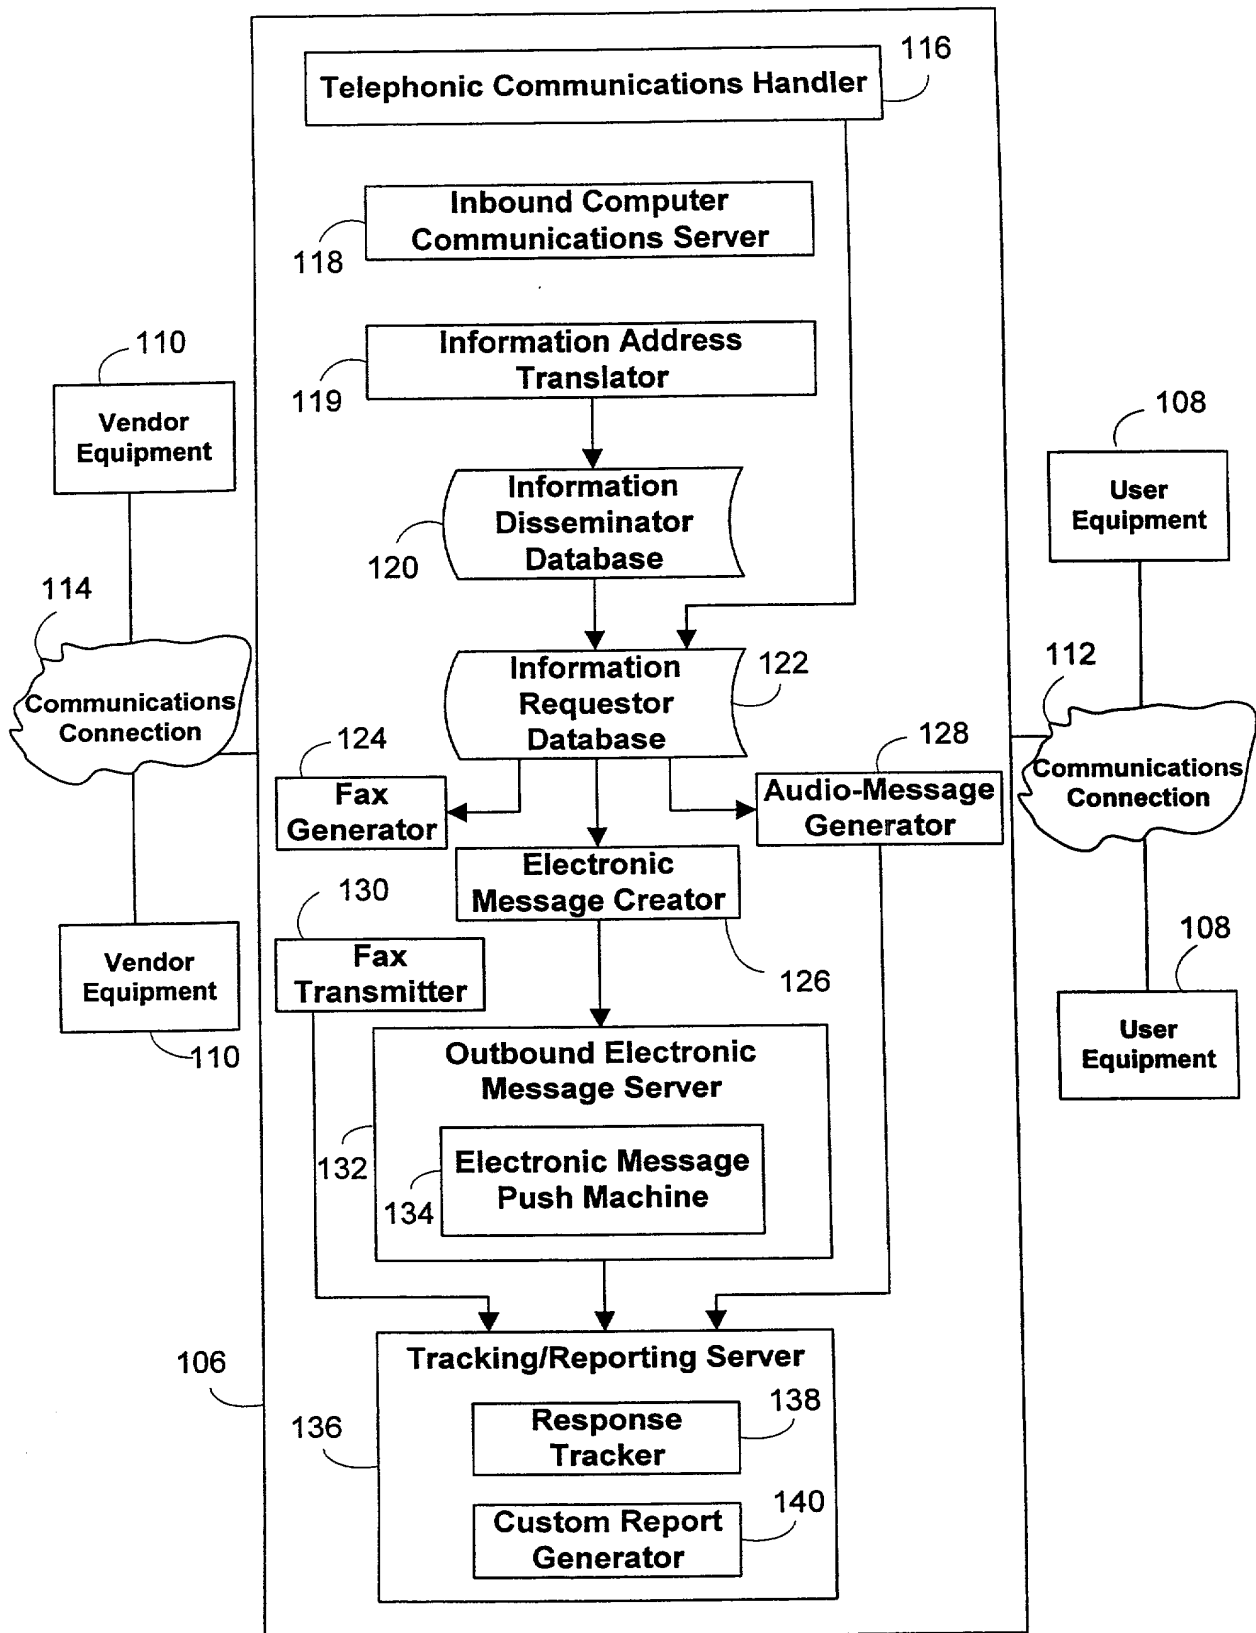 116
Telephonic Communications Handler
Inbound Computer
Communications Server
118
Information Address
Translator
119
110
Vendor
Equipment
108
User
Equipment
Information
Disseminator
Database
120
114
Communications
Connection
Information
Requestor
Database
122
112
Communications
Connection
124
Fax
Generator
128
Audio-Message
Generator
Electronic
Message Creator
126
130
Fax
Transmitter
Vendor
Equipment
110
108
User
Equipment
Outbound Electronic
Message Server
132
Electronic Message
Push Machine
134
106
Tracking/Reporting Server
136
Response
Tracker
138
Custom Report
Generator
140